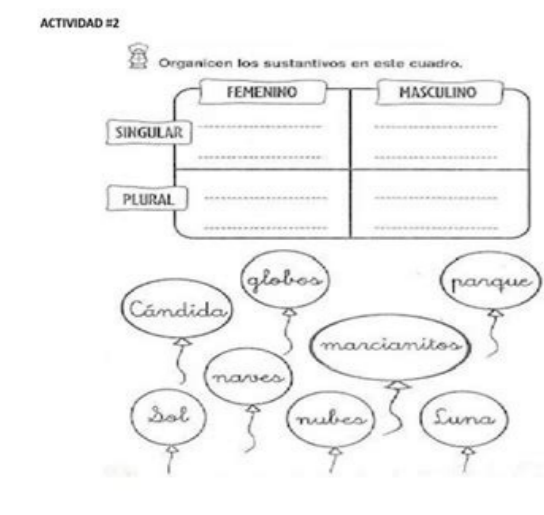 ACTIVIDAD #2
Organicen los sustantivos en este cuadro.
FEMENINO MASCULINO
SINGULAR
PLURAL
globos parque
Cándida
marcianitos
naves
Sol nubes Luna